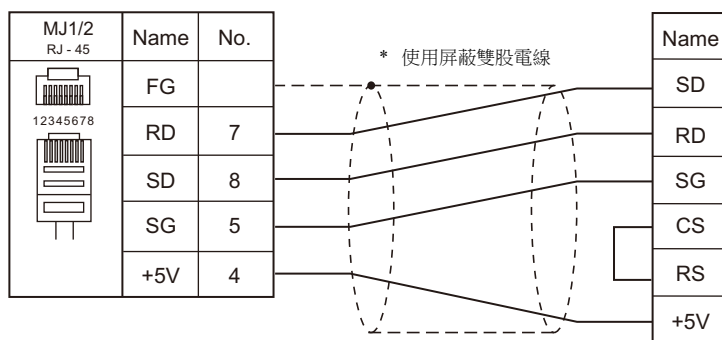 MJ1/2 Name No.
RJ - 45
FG
12345678
RD 7
SD 8
SG 5
+5V 4
* 使用屏蔽雙股電線
Name
SD
RD
SG
CS
RS
+5V